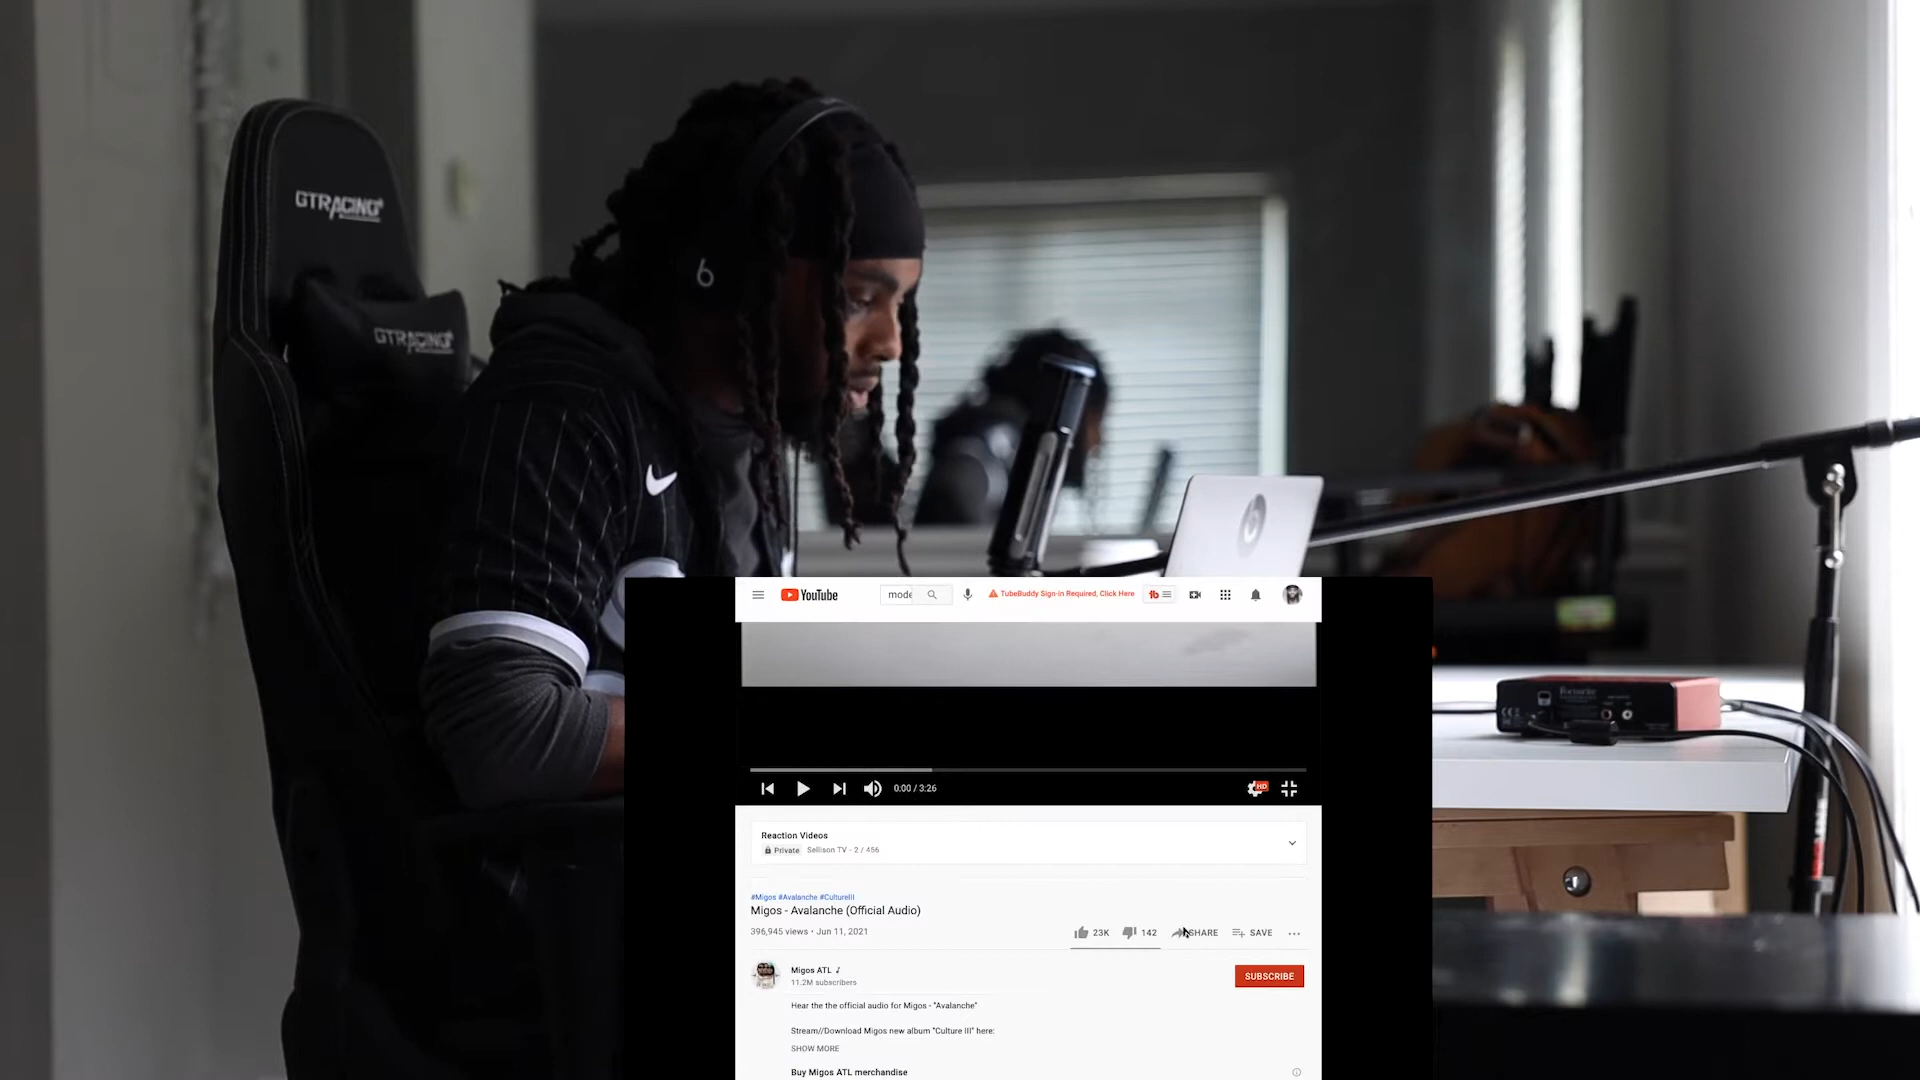 GTRACING
GTRACING
YouTube
mode
TubeBuddy Sign-in Required, Click Here
tb
0:00 / 3:26
HD
Reaction Videos
Private Sellison TV - 2 / 456
#Migos #Avalanche #CultureIII
Migos - Avalanche (Official Audio)
396,945 views • Jun 11, 2021
23K 142 SHARE SAVE
Migos ATL
11.2M subscribers
SUBSCRIBE
Hear the the official audio for Migos - "Avalanche"
Stream//Download Migos new album "Culture III" here:
SHOW MORE
Buy Migos ATL merchandise
Focusrite